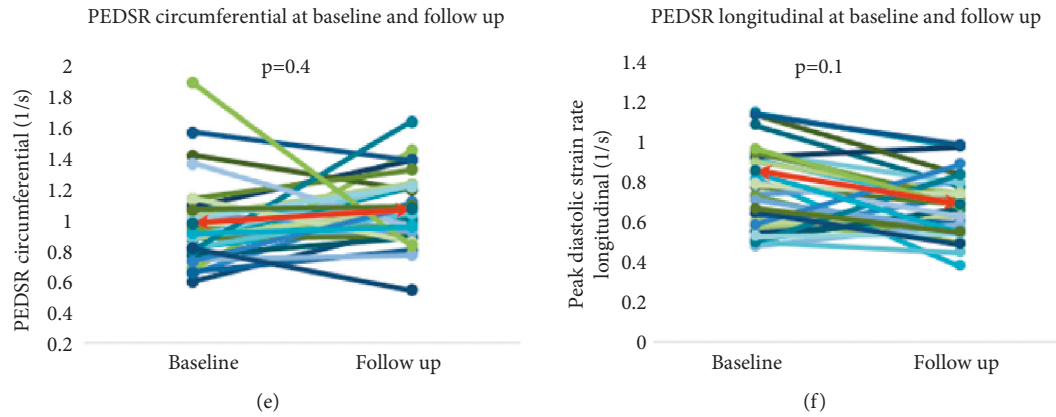 PEDSR circumferential at baseline and follow up
p=0.4
PEDSR circumferential (1/s)
2
1.8
1.6
1.4
1.2
1
0.8
0.6
0.4
0.2
Baseline Follow up
(e)
PEDSR longitudinal at baseline and follow up
p=0.1
Peak diastolic strain rate
longitudinal (1/s)
1.4
1.2
1
0.8
0.6
0.4
0.2
0
Baseline Follow up
(f)